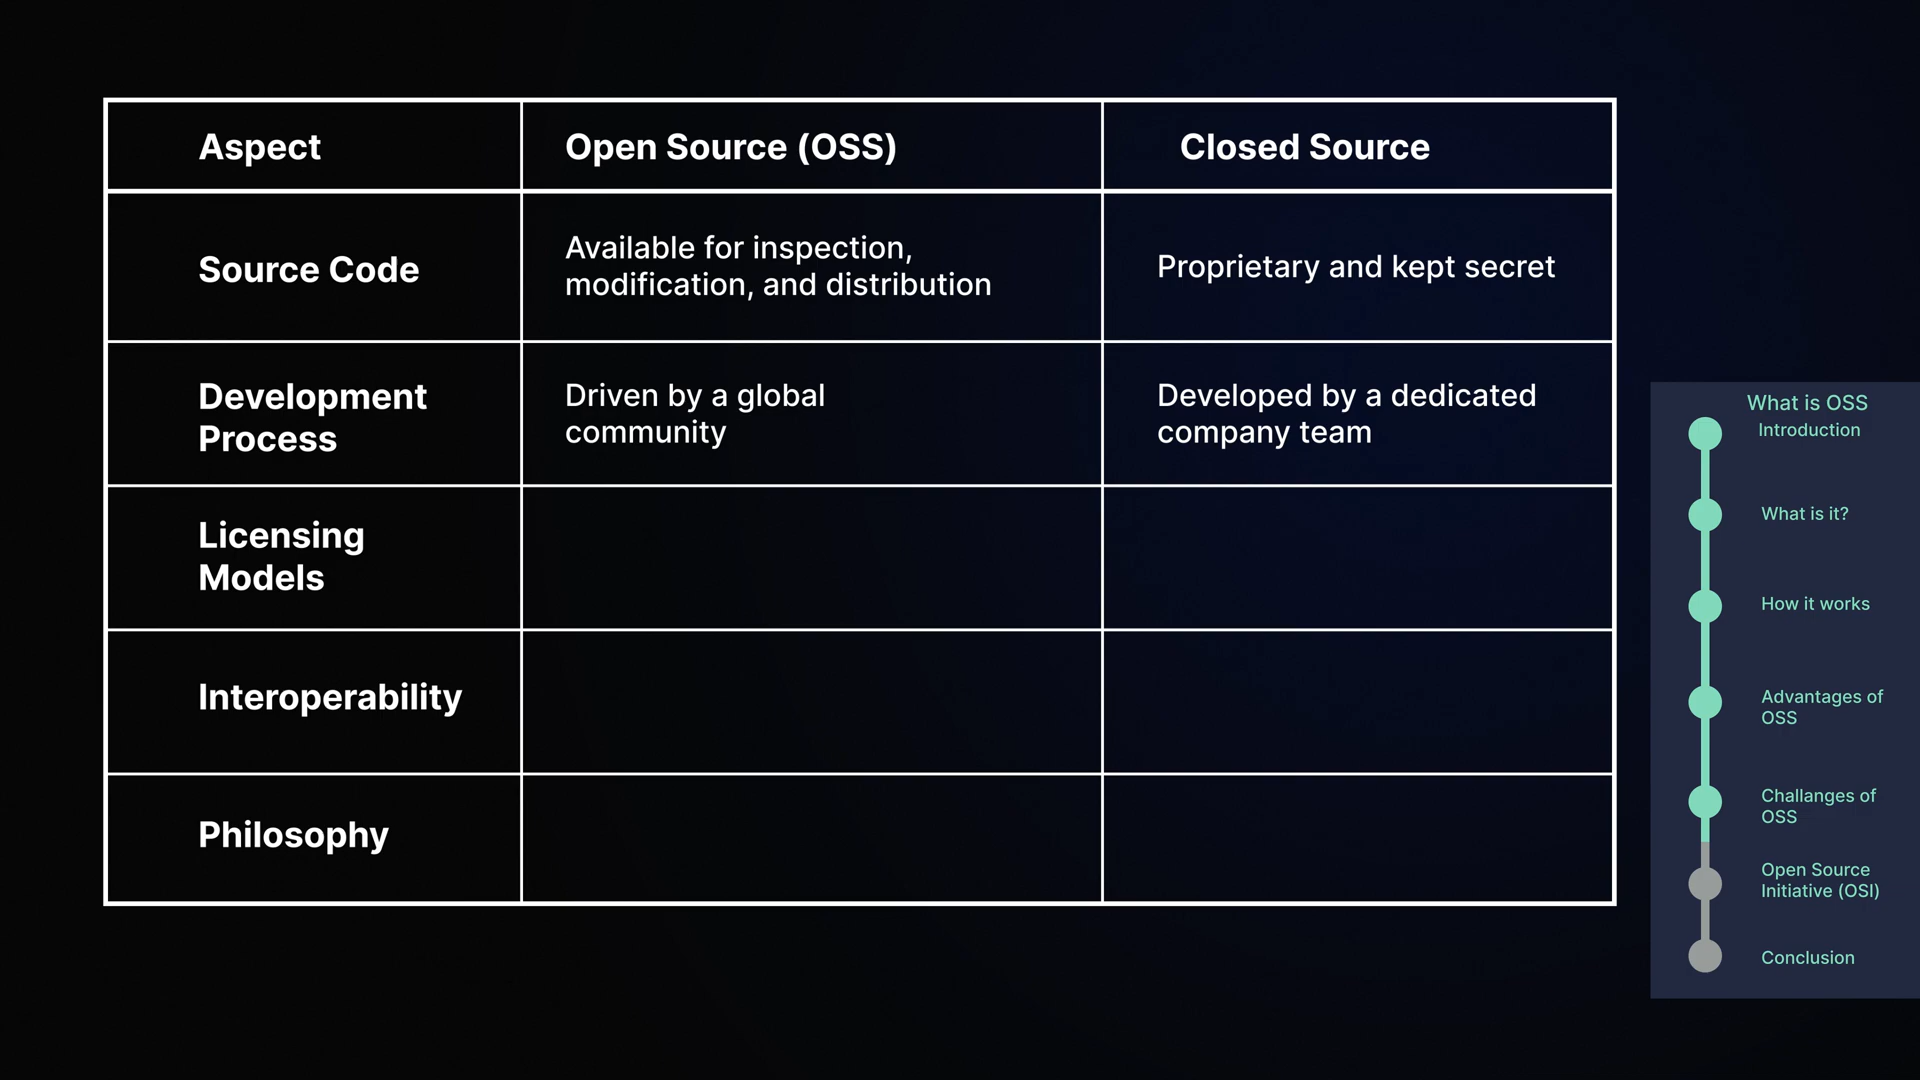 Aspect
Open Source (OSS)
Closed Source
Source Code
Available for inspection,
modification, and distribution
Proprietary and kept secret
Development
Process
Driven by a global
community
Developed by a dedicated
company team
Licensing
Models
Interoperability
Philosophy
What is OSS
Introduction
What is it?
How it works
Advantages of
OSS
Challanges of
OSS
Open Source
Initiative (OSI)
Conclusion